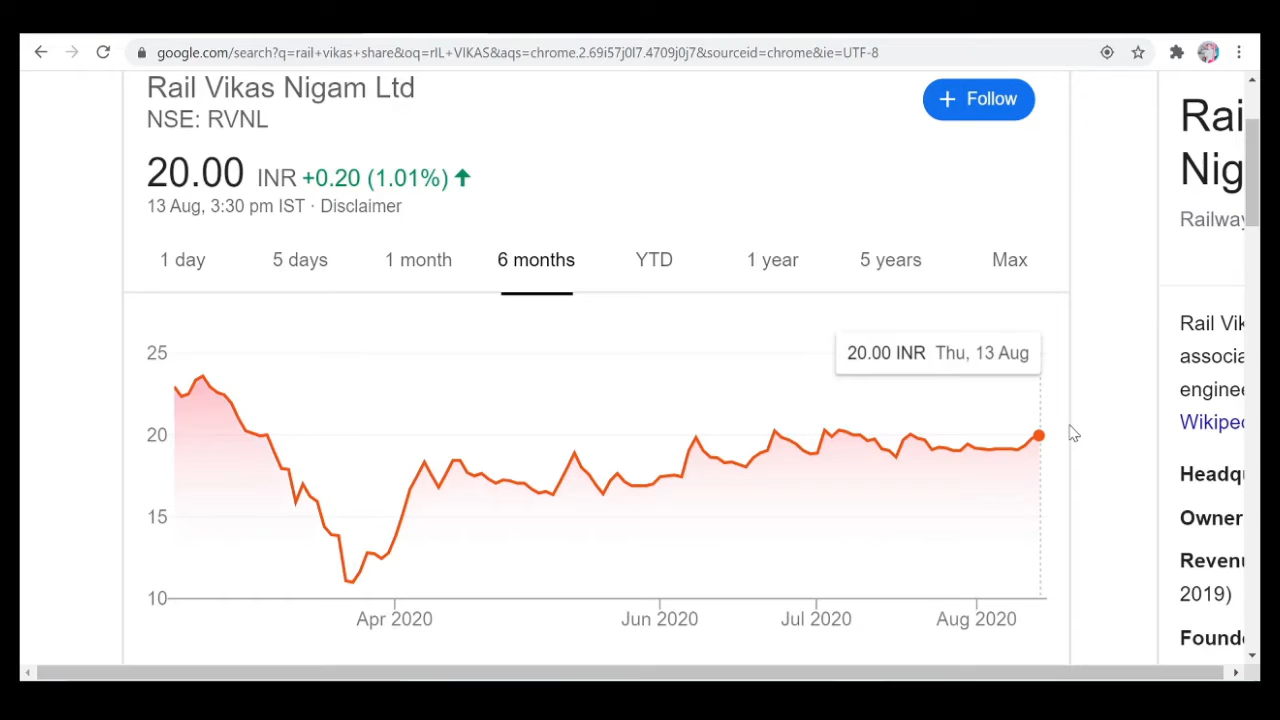 google.com/search?q=rail+vikas+share&oq=rIL+VIKAS&aqs=chrome.2.69i57j0l7.4709j0j7&sourceid=chrome&ie=UTF-8
Rail Vikas Nigam Ltd
NSE: RVNL
+ Follow
20.00 INR +0.20 (1.01%)
13 Aug, 3:30 pm IST · Disclaimer
1 day 5 days 1 month 6 months YTD 1 year 5 years Max
20.00 INR Thu, 13 Aug
25
20
15
10
Apr 2020 Jun 2020 Jul 2020 Aug 2020
Rai
Nig
Railway
Rail Vik
associa
engine
Wikiped
Headq
Owner
Revenu
2019)
Found